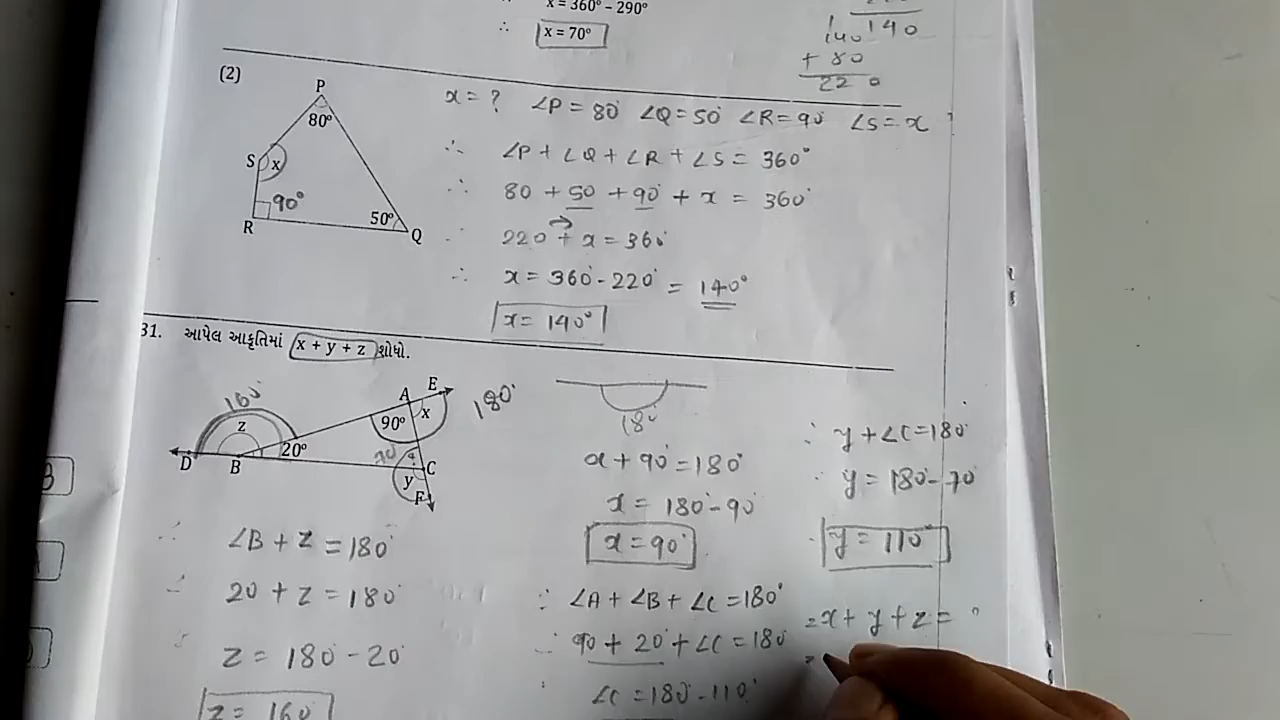 x = 360° – 290°
∴ x = 70°
140
140
+ 80
220
(2)
P
80°
S x
90°
R
50°
Q
x = ? ∠P = 80° ∠Q = 50° ∠R = 90° ∠S = x
∴ ∠P + ∠Q + ∠R + ∠S = 360°
∴ 80 + 50 + 90 + x = 360°
∴ 220 + x = 360°
∴ x = 360° - 220° = 140°
x = 140°
31. આપેલ આકૃતિમાં x + y + z શોધો.
160°
z
20°
D
B
A
E
90°
x
180°
70°
C
y
F
∴ ∠B + z = 180°
20 + z = 180°
z = 180° - 20°
z = 160°
180
x + 90° = 180°
x = 180° - 90°
x = 90°
∴ ∠A + ∠B + ∠C = 180°
∴ 90 + 20° + ∠C = 180°
∠C = 180° - 110°
∴ y + ∠C = 180°
∴ y = 180° - 70°
y = 110°
= x + y + z =
=